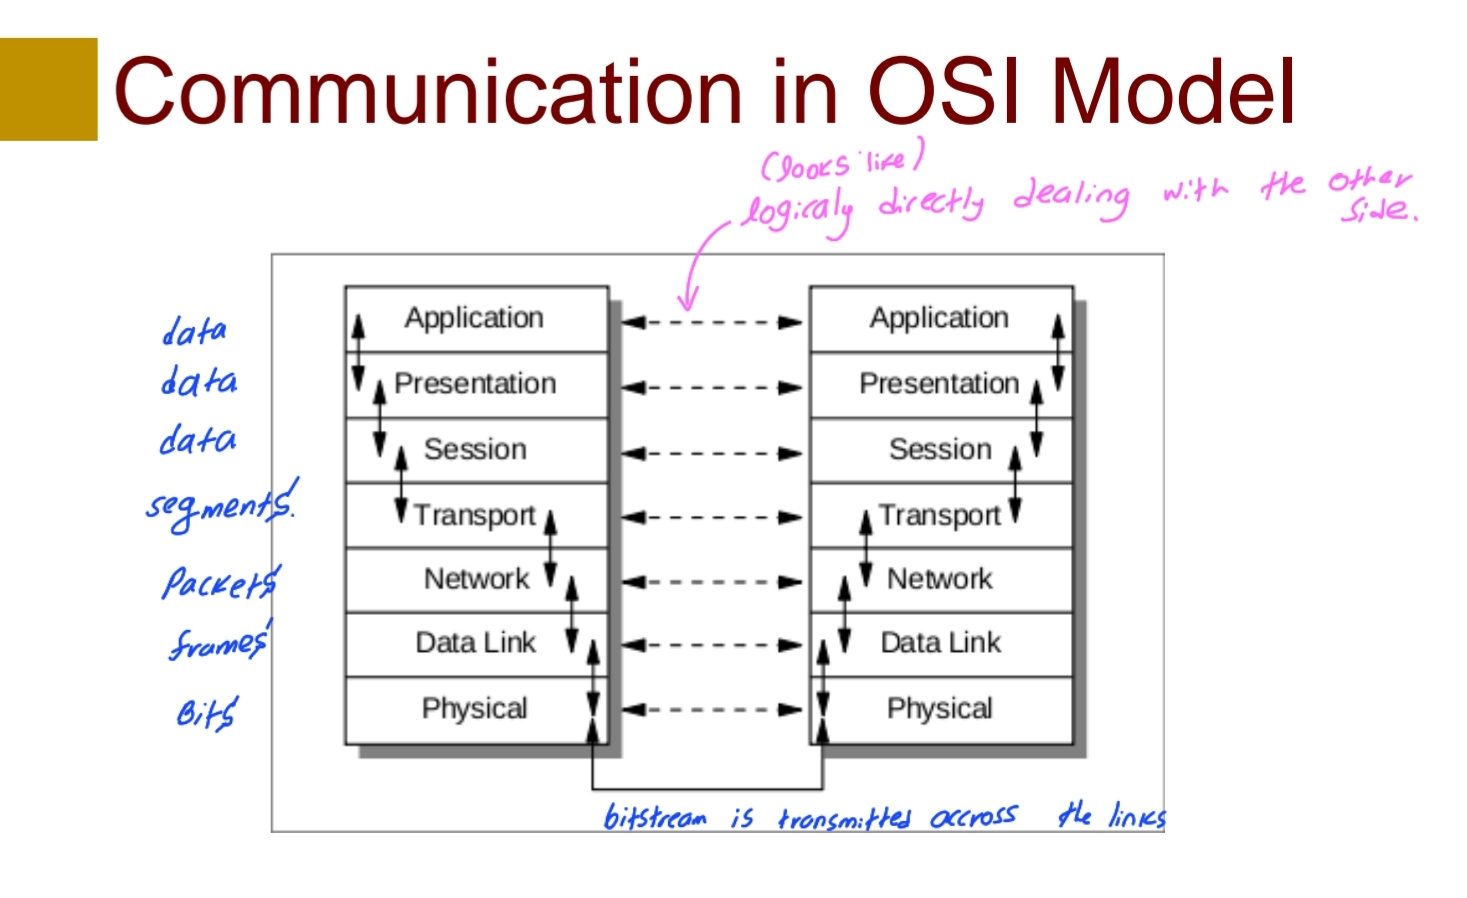 Communication in OSI Model
(looks like)
logicaly directly dealing with the other
side.
data Application Application
data Presentation Presentation
data Session Session
segments. Transport Transport
Packets Network Network
frames Data Link Data Link
Bits Physical Physical
bitstream is transmitted accross the links